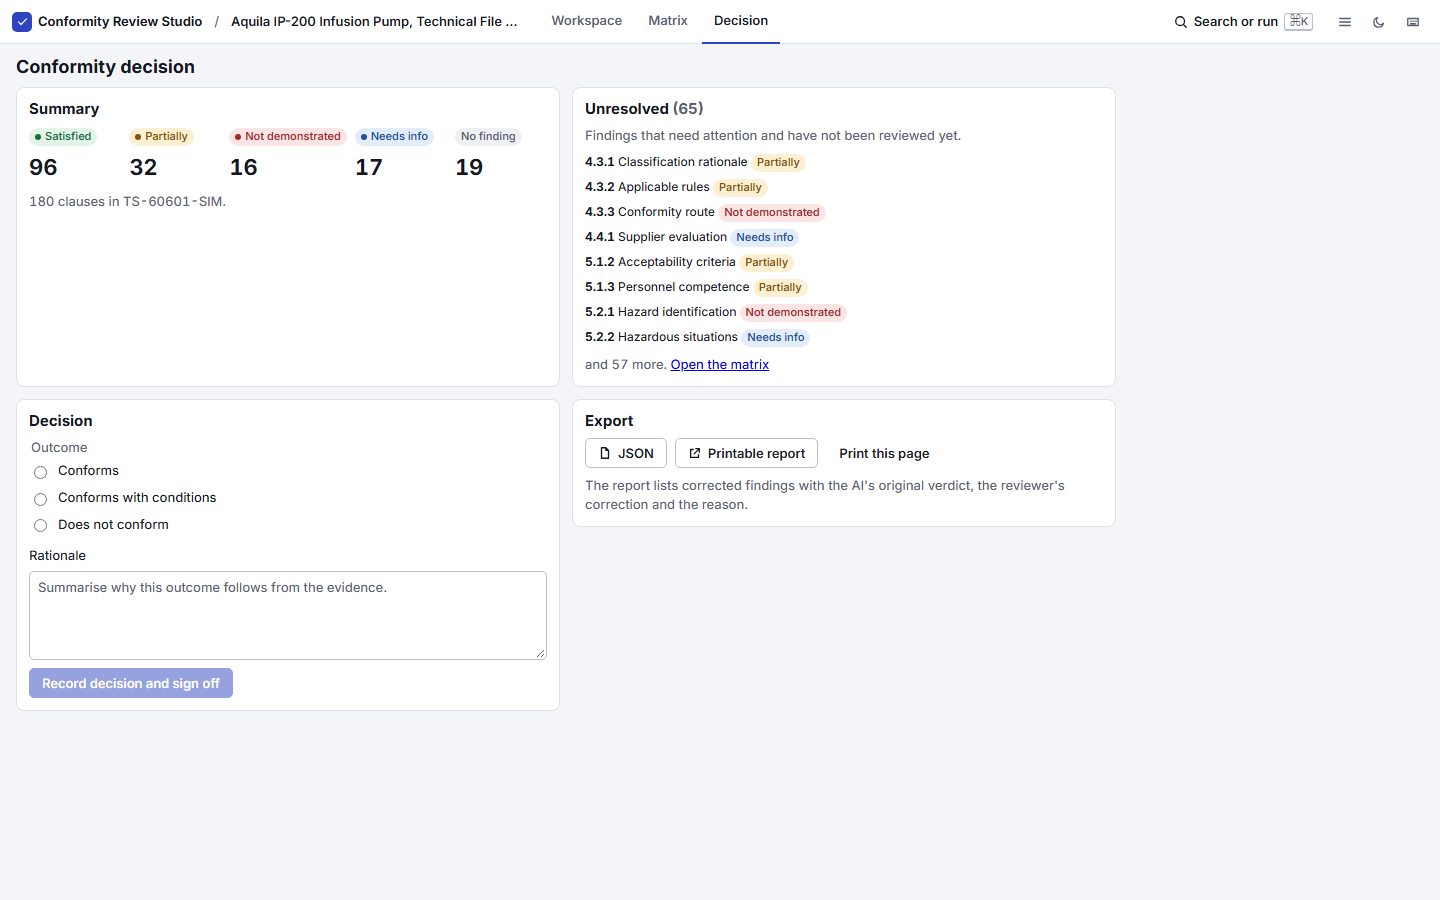 Conformity Review Studio / Aquila IP-200 Infusion Pump, Technical File ... Workspace Matrix Decision Search or run ⌘K
Conformity decision
Summary
Satisfied Partially Not demonstrated Needs info No finding
96 32 16 17 19
180 clauses in TS-60601-SIM.
Unresolved (65)
Findings that need attention and have not been reviewed yet.
4.3.1 Classification rationale Partially
4.3.2 Applicable rules Partially
4.3.3 Conformity route Not demonstrated
4.4.1 Supplier evaluation Needs info
5.1.2 Acceptability criteria Partially
5.1.3 Personnel competence Partially
5.2.1 Hazard identification Not demonstrated
5.2.2 Hazardous situations Needs info
and 57 more. Open the matrix
Decision
Outcome
Conforms
Conforms with conditions
Does not conform
Rationale
Summarise why this outcome follows from the evidence.
Record decision and sign off
Export
JSON Printable report Print this page
The report lists corrected findings with the AI's original verdict, the reviewer's
correction and the reason.